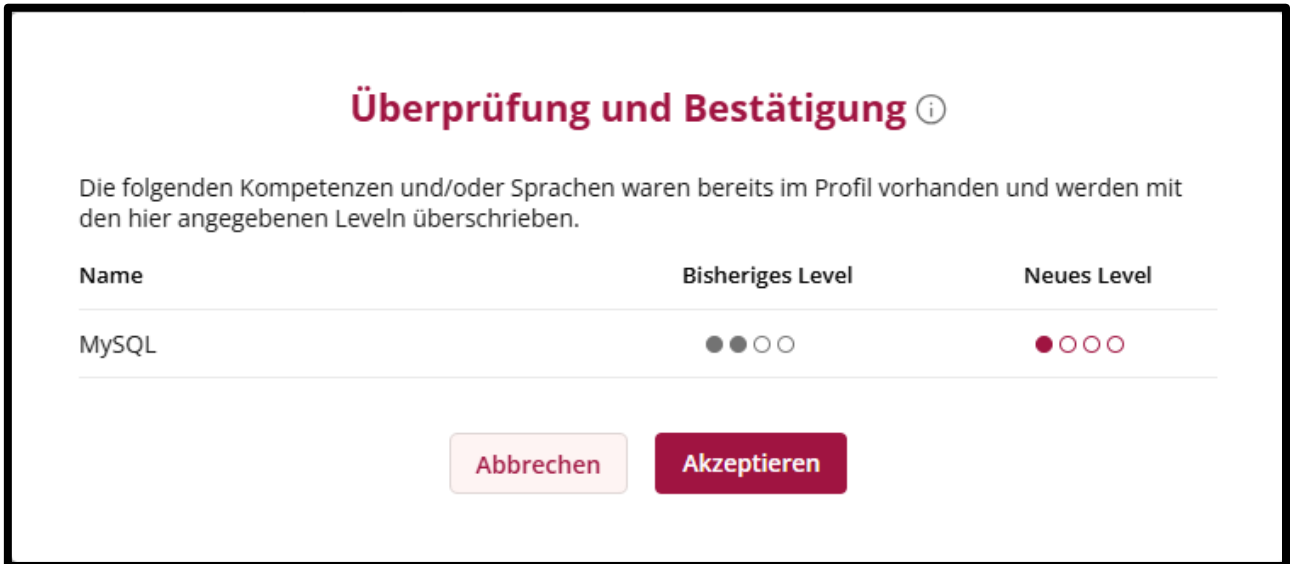 Überprüfung und Bestätigung
Die folgenden Kompetenzen und/oder Sprachen waren bereits im Profil vorhanden und werden mit
den hier angegebenen Leveln überschrieben.
Name Bisheriges Level Neues Level
MySQL
Abbrechen Akzeptieren